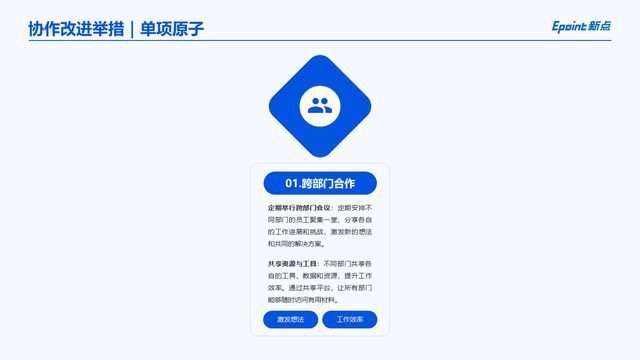 协作改进举措｜单项原子
Epoint新点
01.跨部门合作
定期举行跨部门会议：定期安排不
同部门的员工聚集一堂，分享各自
的工作进展和挑战，激发新的想法
和共同的解决方案。
共享资源与工具：不同部门共享各
自的工具、数据和资源，提升工作
效率。通过共享平台，让所有部门
能够随时访问有用材料。
激发想法
工作效率